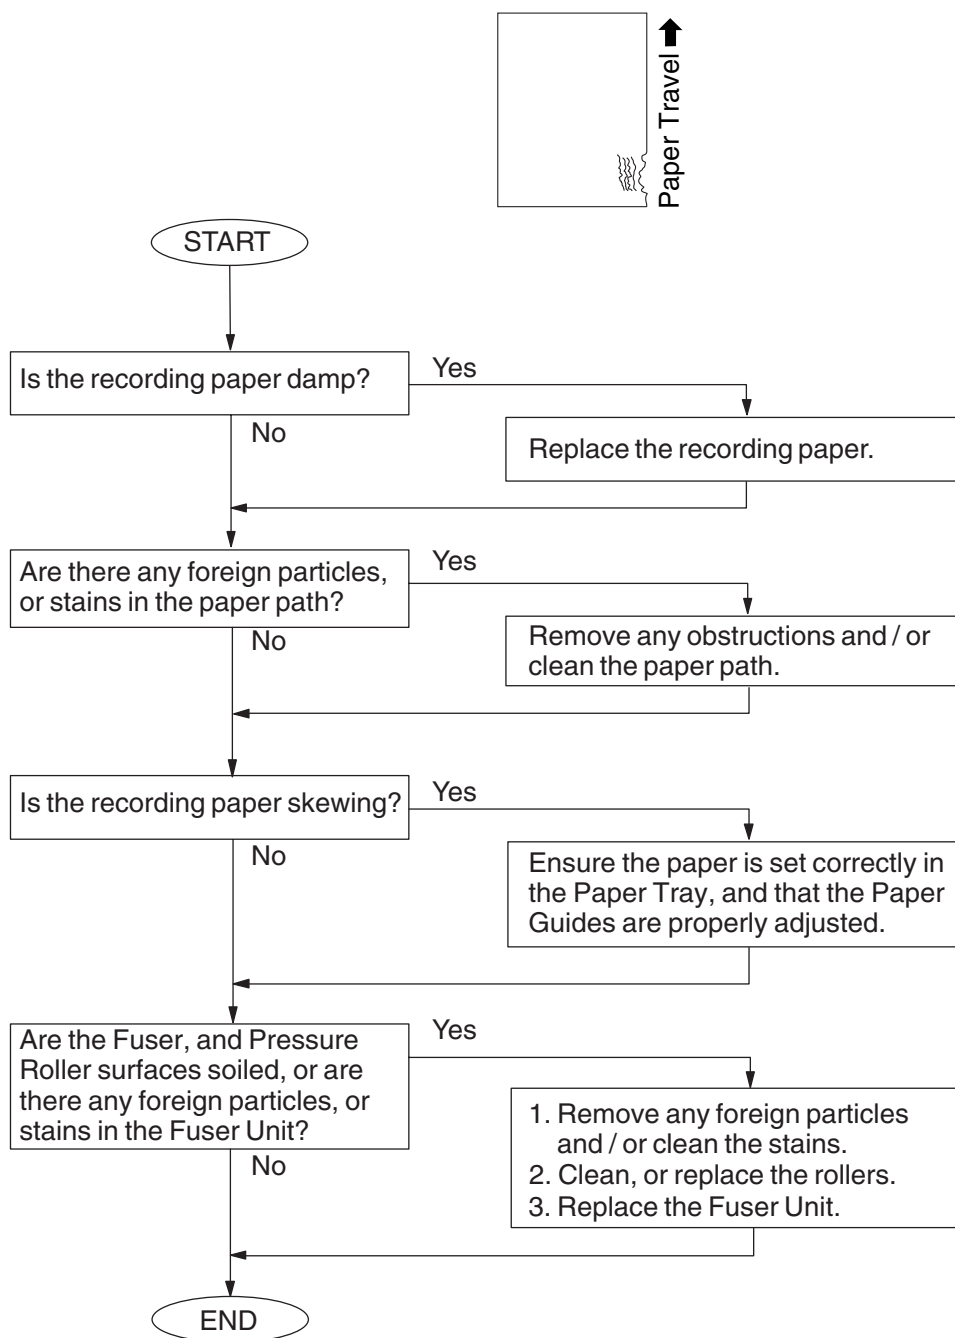 Paper Travel
START
Is the recording paper damp?
Yes
No
Replace the recording paper.
Are there any foreign particles,
or stains in the paper path?
Yes
No
Remove any obstructions and / or
clean the paper path.
Is the recording paper skewing?
Yes
No
Ensure the paper is set correctly in
the Paper Tray, and that the Paper
Guides are properly adjusted.
Are the Fuser, and Pressure
Roller surfaces soiled, or are
there any foreign particles, or
stains in the Fuser Unit?
Yes
No
1. Remove any foreign particles
and / or clean the stains.
2. Clean, or replace the rollers.
3. Replace the Fuser Unit.
END